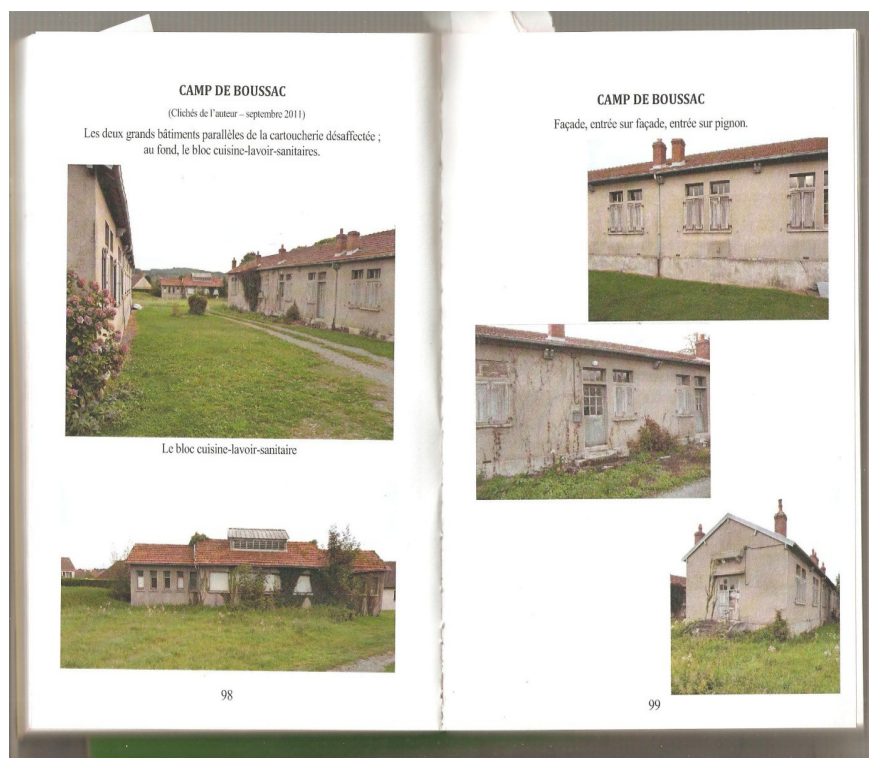 CAMP DE BOUSSAC
(Clichés de l'auteur – septembre 2011)
Les deux grands bâtiments parallèles de la cartoucherie désaffectée ;
au fond, le bloc cuisine-lavoir-sanitaires.
Le bloc cuisine-lavoir-sanitaire
98
CAMP DE BOUSSAC
Façade, entrée sur façade, entrée sur pignon.
99